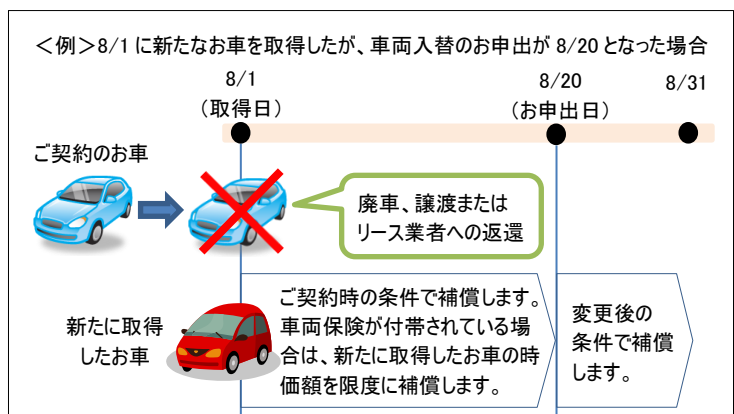 <例>8/1 に新たなお車を取得したが、車両入替のお申出が 8/20 となった場合
8/1
(取得日)
8/20
(お申出日)
8/31
ご契約のお車
廃車、譲渡または
リース業者への返還
新たに取得
したお車
ご契約時の条件で補償します。
車両保険が付帯されている場
合は、新たに取得したお車の時
価額を限度に補償します。
変更後の
条件で補償
します。